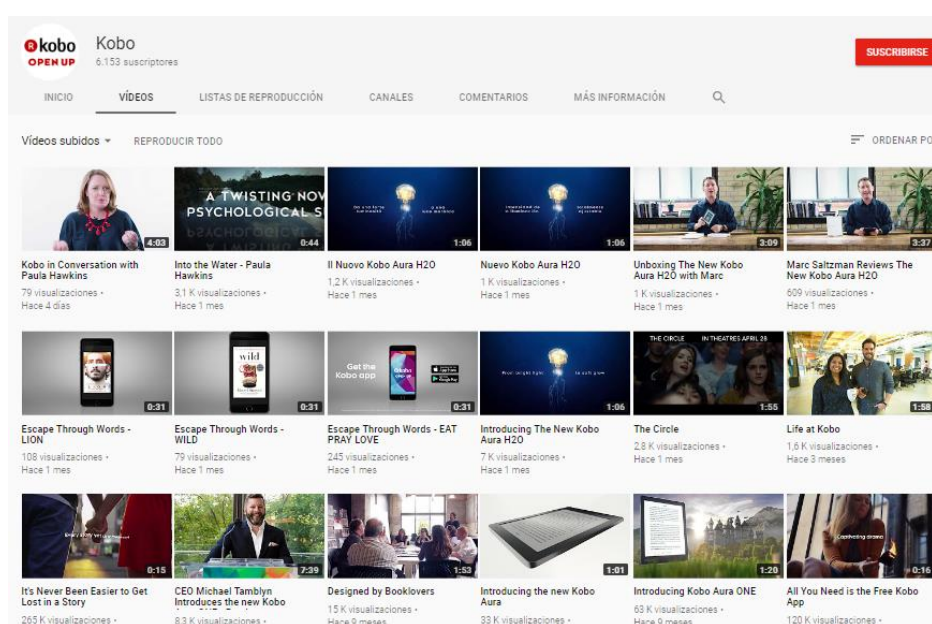 kobo
OPEN UP
Kobo
6.153 suscriptores
SUSCRIBIRSE
INICIO
VÍDEOS
LISTAS DE REPRODUCCIÓN
CANALES
COMENTARIOS
MÁS INFORMACIÓN
Vídeos subidos
REPRODUCIR TODO
ORDENAR PO
4:03
A TWISTING NOV
PSYCHOLOGICAL S
0:44
1:06
1:06
3:09
3:37
Kobo in Conversation with
Paula Hawkins
79 visualizaciones •
Hace 4 días
Into the Water - Paula
Hawkins
3,1 K visualizaciones •
Hace 1 mes
Il Nuovo Kobo Aura H2O
1,2 K visualizaciones •
Hace 1 mes
Nuevo Kobo Aura H2O
1 K visualizaciones •
Hace 1 mes
Unboxing The New Kobo
Aura H2O with Marc
1 K visualizaciones •
Hace 1 mes
Marc Saltzman Reviews The
New Kobo Aura H2O
609 visualizaciones •
Hace 1 mes
0:31
wild
0:31
Get the
Kobo app
0:31
From bright light
to soft glow
1:06
THE CIRCLE
IN THEATRES APRIL 28
1:55
1:58
Escape Through Words -
LION
108 visualizaciones •
Hace 1 mes
Escape Through Words -
WILD
79 visualizaciones •
Hace 1 mes
Escape Through Words - EAT
PRAY LOVE
245 visualizaciones •
Hace 1 mes
Introducing The New Kobo
Aura H2O
7 K visualizaciones •
Hace 1 mes
The Circle
2,8 K visualizaciones •
Hace 1 mes
Life at Kobo
1,6 K visualizaciones •
Hace 3 meses
0:15
7:39
1:53
1:01
1:20
Captivating drama
0:16
It's Never Been Easier to Get
Lost in a Story
265 K visualizaciones •
CEO Michael Tamblyn
Introduces the new Kobo
8,3 K visualizaciones •
Designed by Booklovers
15 K visualizaciones •
Hace 9 meses
Introducing the new Kobo
Aura
33 K visualizaciones •
Introducing Kobo Aura ONE
63 K visualizaciones •
Hace 9 meses
All You Need is the Free Kobo
App
120 K visualizaciones •